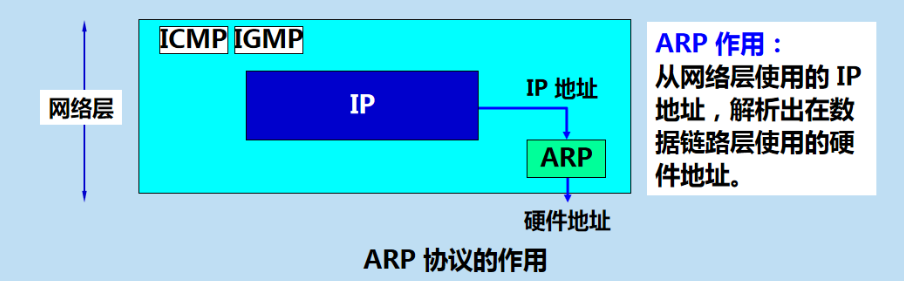 ICMP IGMP
网络层
IP
IP 地址
ARP
硬件地址
ARP 协议的作用
ARP 作用：
从网络层使用的 IP
地址，解析出在数
据链路层使用的硬
件地址。